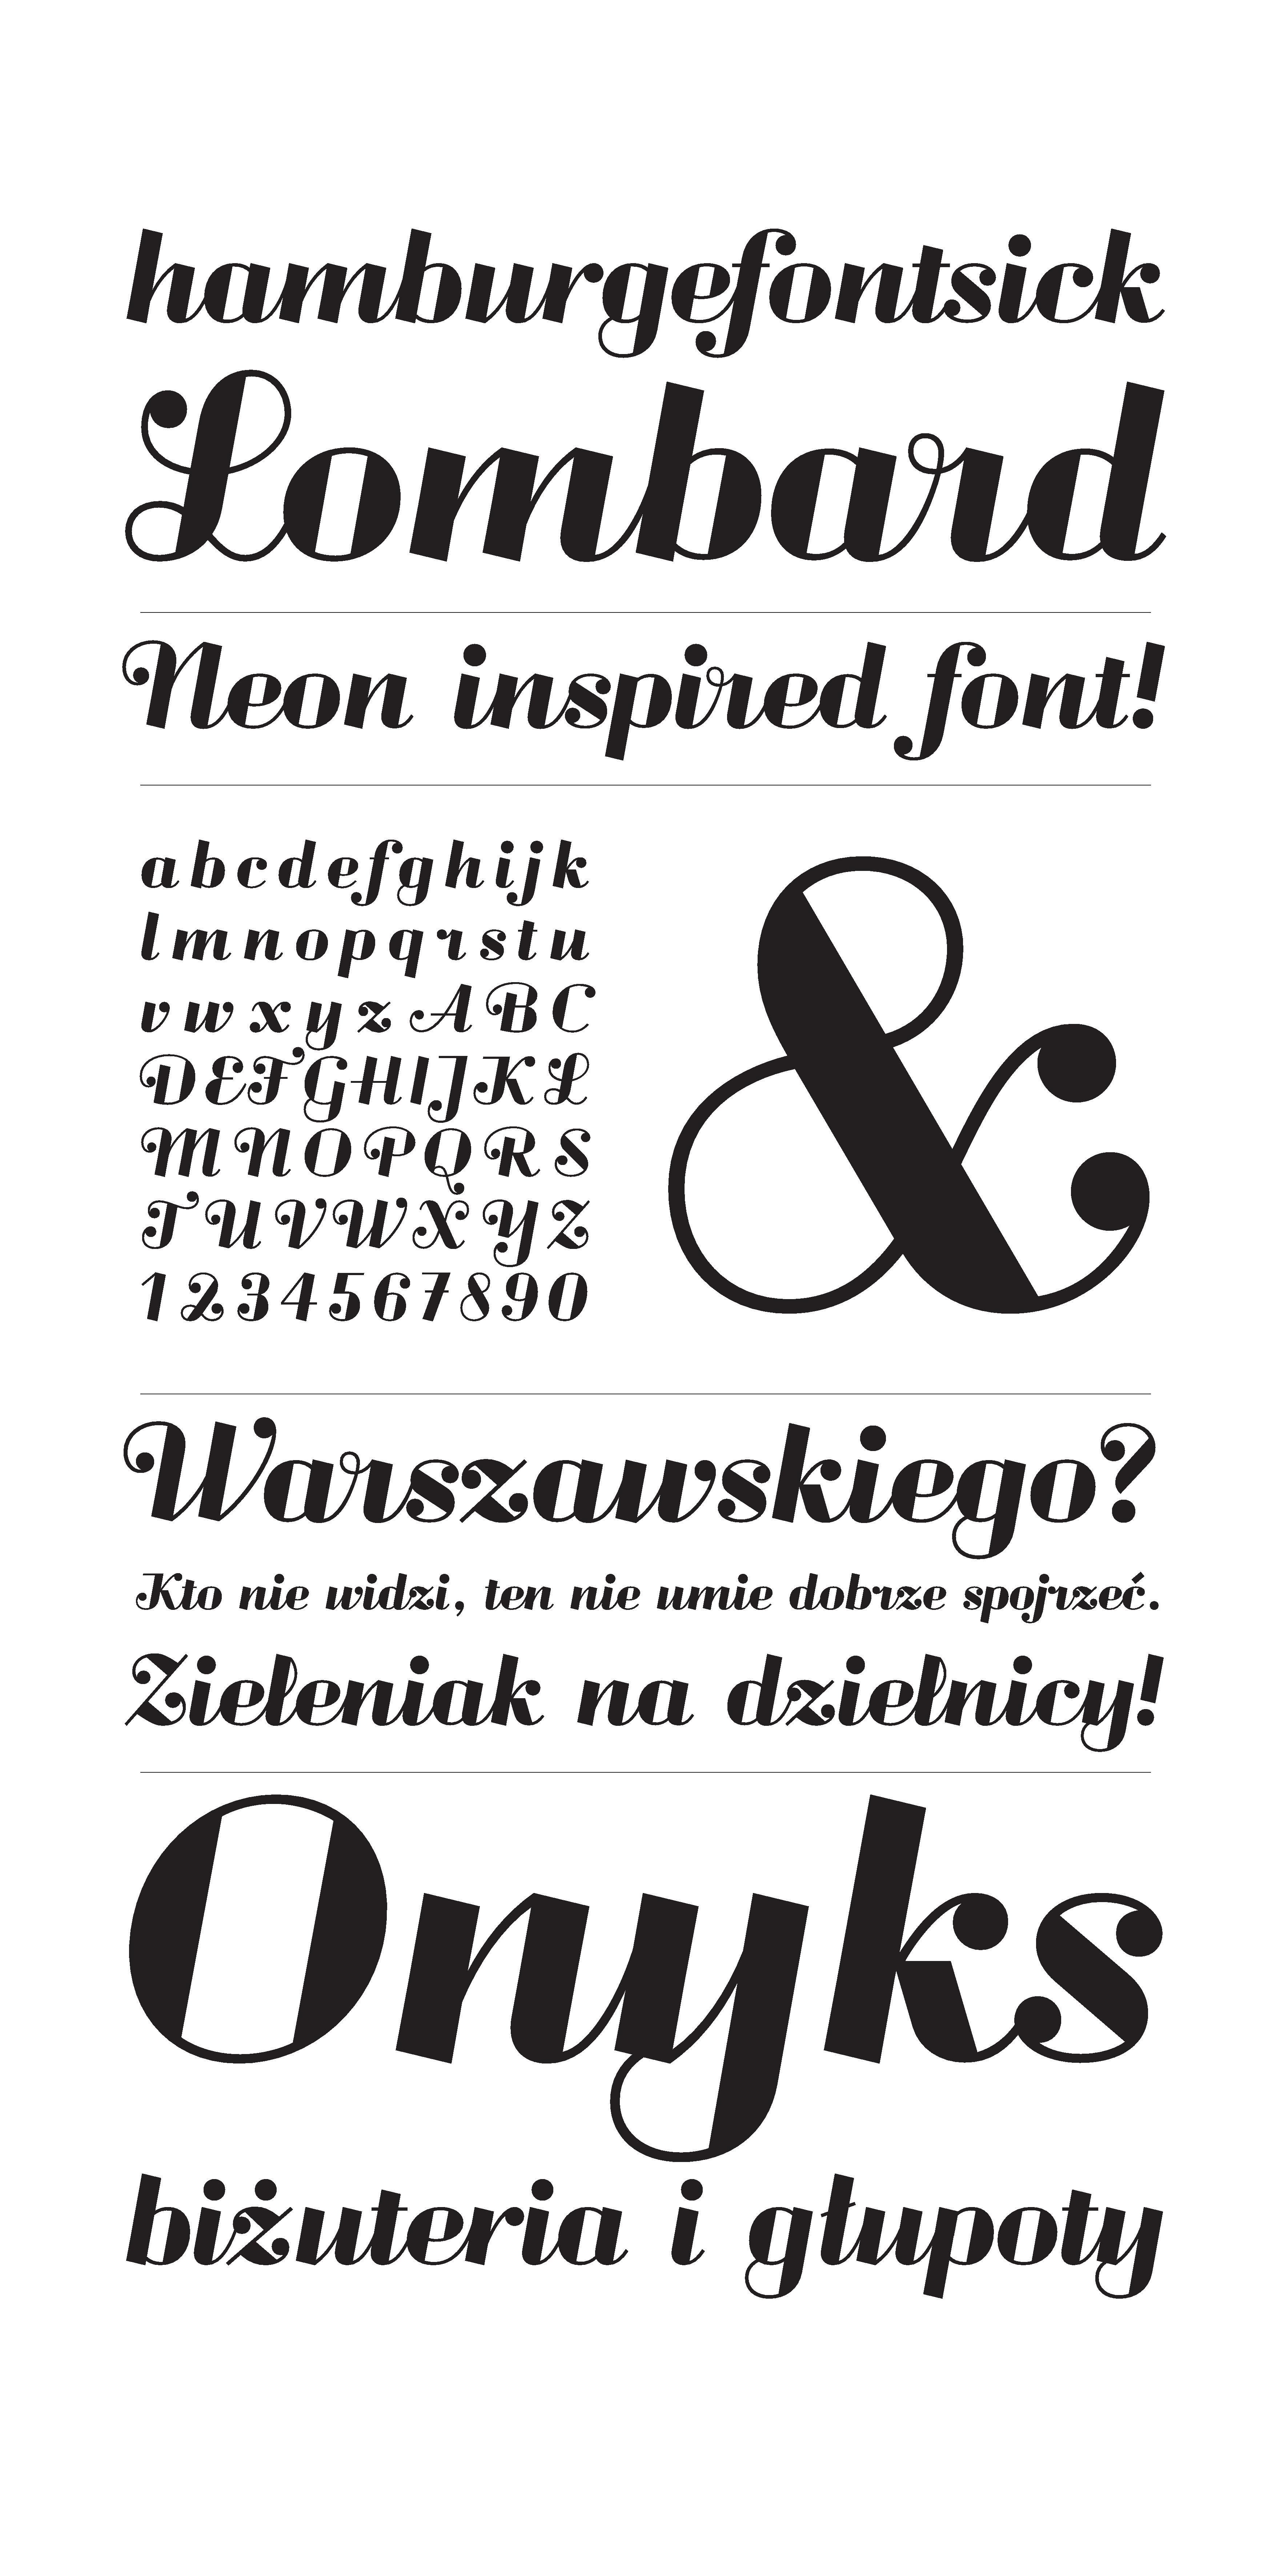 hamburgefontsick
Lombard
Neon inspired font!
a b c d e f g h i j k
l m n o p q r s t u
v w x y z A B C
D E F G H I J K L
M N O P Q R S
T U V W X Y Z
1 2 3 4 5 6 7 8 9 0
&
Warszawskiego?
Kto nie widzi, ten nie umie dobrze spojrzeć.
Zieleniak na dzielnicy!
Onyks
biżuteria i głupoty